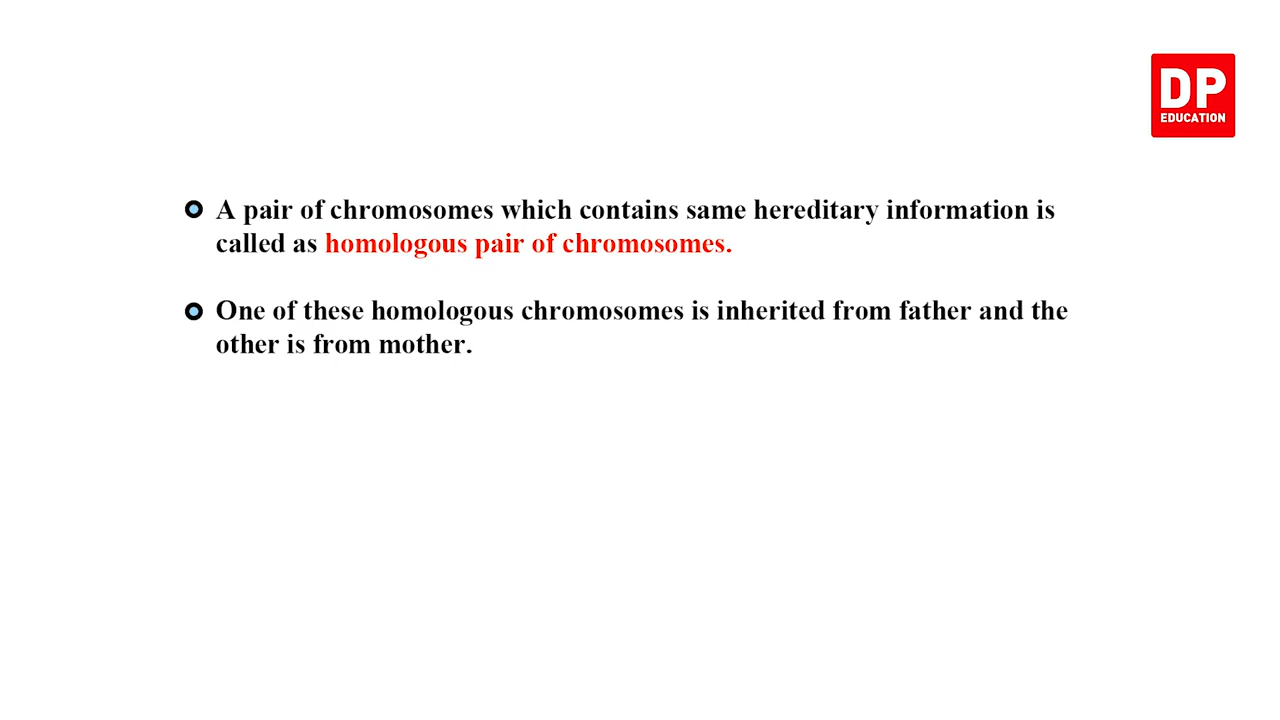 DP
EDUCATION
A pair of chromosomes which contains same hereditary information is
called as homologous pair of chromosomes.
One of these homologous chromosomes is inherited from father and the
other is from mother.